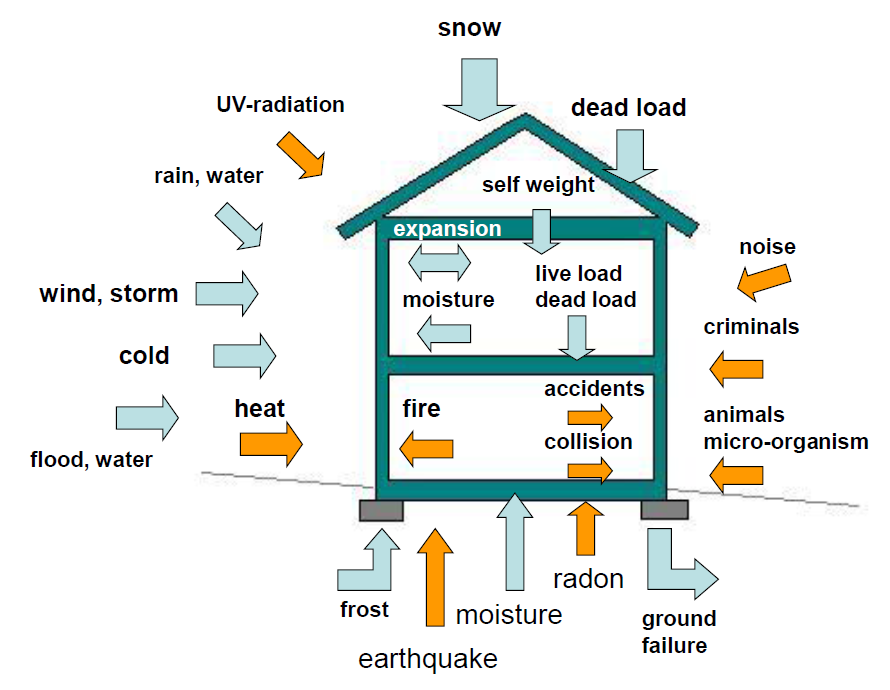 snow
UV-radiation
dead load
rain, water
self weight
expansion
noise
live load
dead load
wind, storm
moisture
criminals
cold
accidents
heat
fire
animals
micro-organism
collision
flood, water
radon
frost
moisture
ground
failure
earthquake